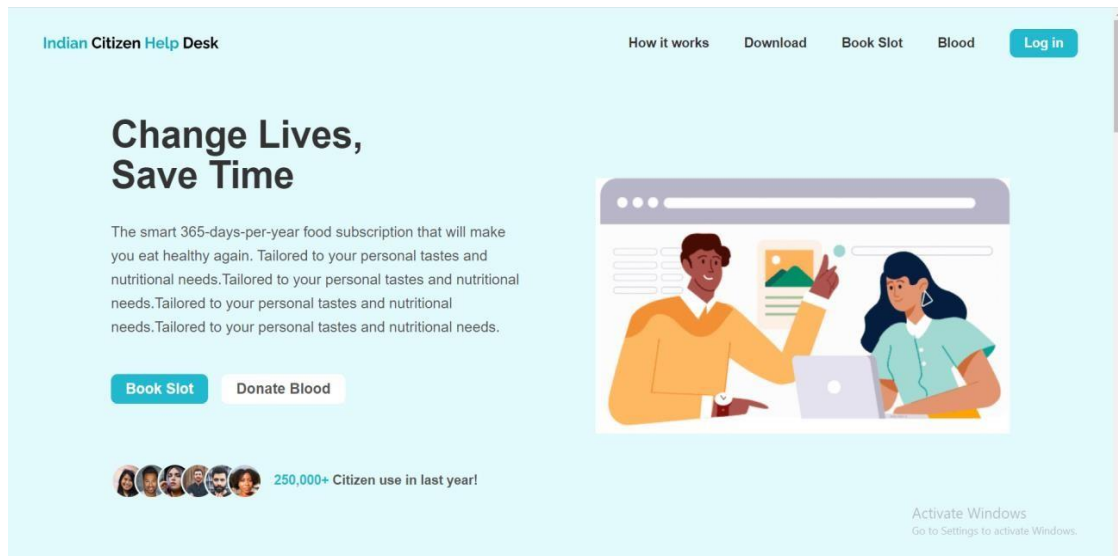 Indian Citizen Help Desk
How it works
Download
Book Slot
Blood
Log in
Change Lives,
Save Time
The smart 365-days-per-year food subscription that will make
you eat healthy again. Tailored to your personal tastes and
nutritional needs.Tailored to your personal tastes and nutritional
needs.Tailored to your personal tastes and nutritional
needs.Tailored to your personal tastes and nutritional needs.
Book Slot
Donate Blood
250,000+ Citizen use in last year!
Activate Windows
Go to Settings to activate Windows.